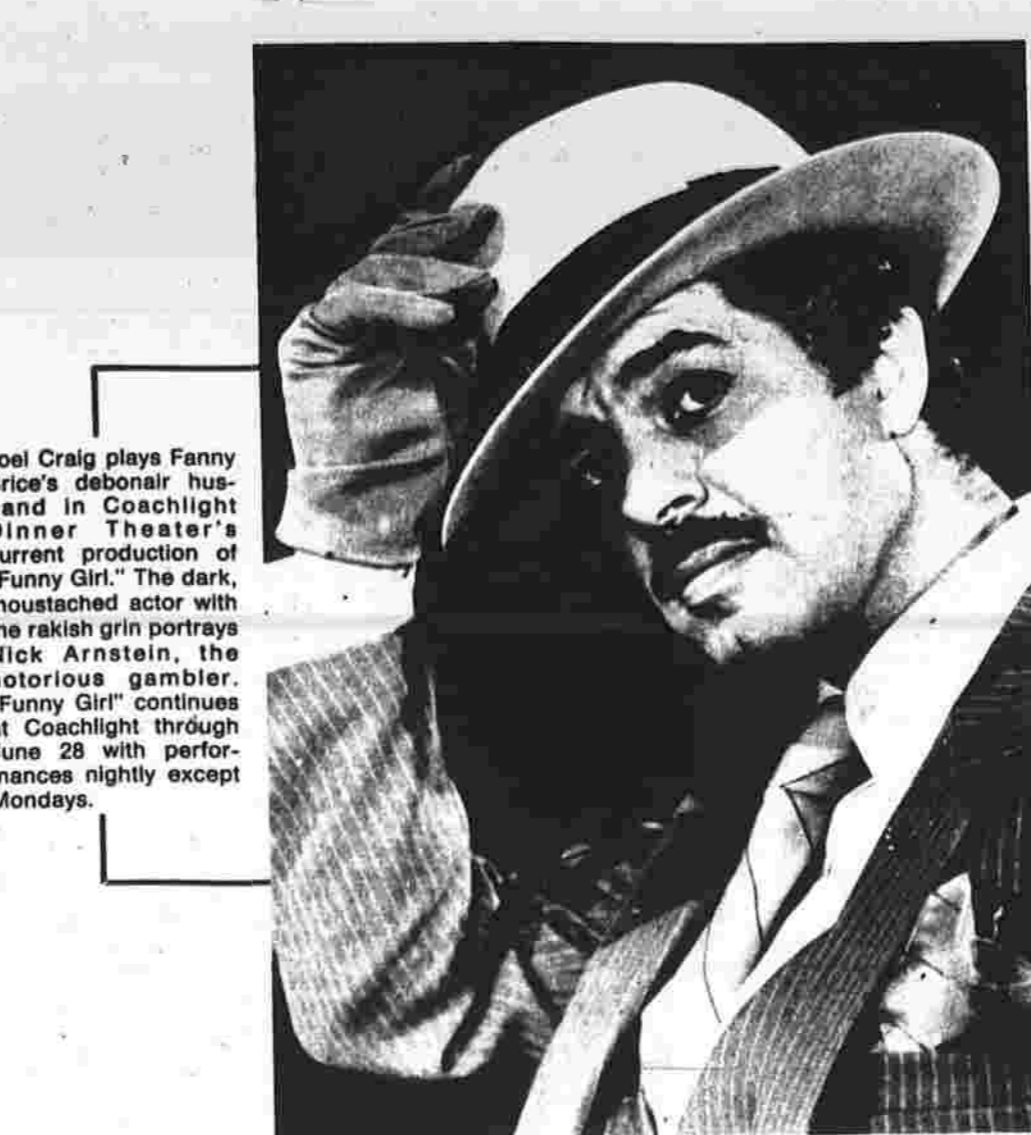 oel Craig plays Fanny
rice's debonair hus-
and in Coachlight
inner Theater's
urrent production of
Funny Girl." The dark,
moustached actor with
he rakish grin portrays
ick Arnstein, the
otorious gambler.
Funny Girl" continues
t Coachlight through
une 28 with perfor-
mances nightly except
Mondays.